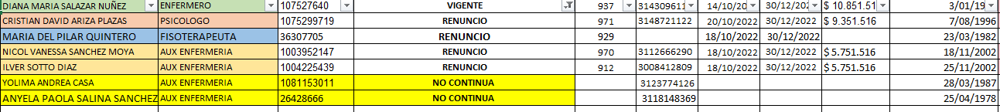 DIANA MARIA SALAZAR NUÑEZ ENFERMERO 107527640 VIGENTE 937 314309611 14/10/20 30/12/20 $ 10.851.51 3/01/19
CRISTIAN DAVID ARIZA PLAZAS PSICOLOGO 1075299719 RENUNCIO 971 3148721122 20/10/2022 30/12/2022 $ 9.351.516 7/08/1996
MARIA DEL PILAR QUINTERO FISOTERAPEUTA 36307705 RENUNCIO 929 18/10/2022 30/12/2022 23/03/1982
NICOL VANESSA SANCHEZ MOYA AUX ENFERMERIA 1003952147 RENUNCIO 970 3112666290 18/10/2022 30/12/2022 $ 5.751.516 18/11/2002
ILVER SOTTO DIAZ AUX ENFERMERIA 1004225439 RENUNCIO 912 3008412809 18/10/2022 30/12/2022 $ 5.751.516 25/11/2002
YOLIMA ANDREA CASA AUX ENFERMERIA 1081153011 NO CONTINUA 3123774126 28/03/1987
ANYELA PAOLA SALINA SANCHEZ AUX ENFERMERIA 26428666 NO CONTINUA 3118148369 25/04/1978